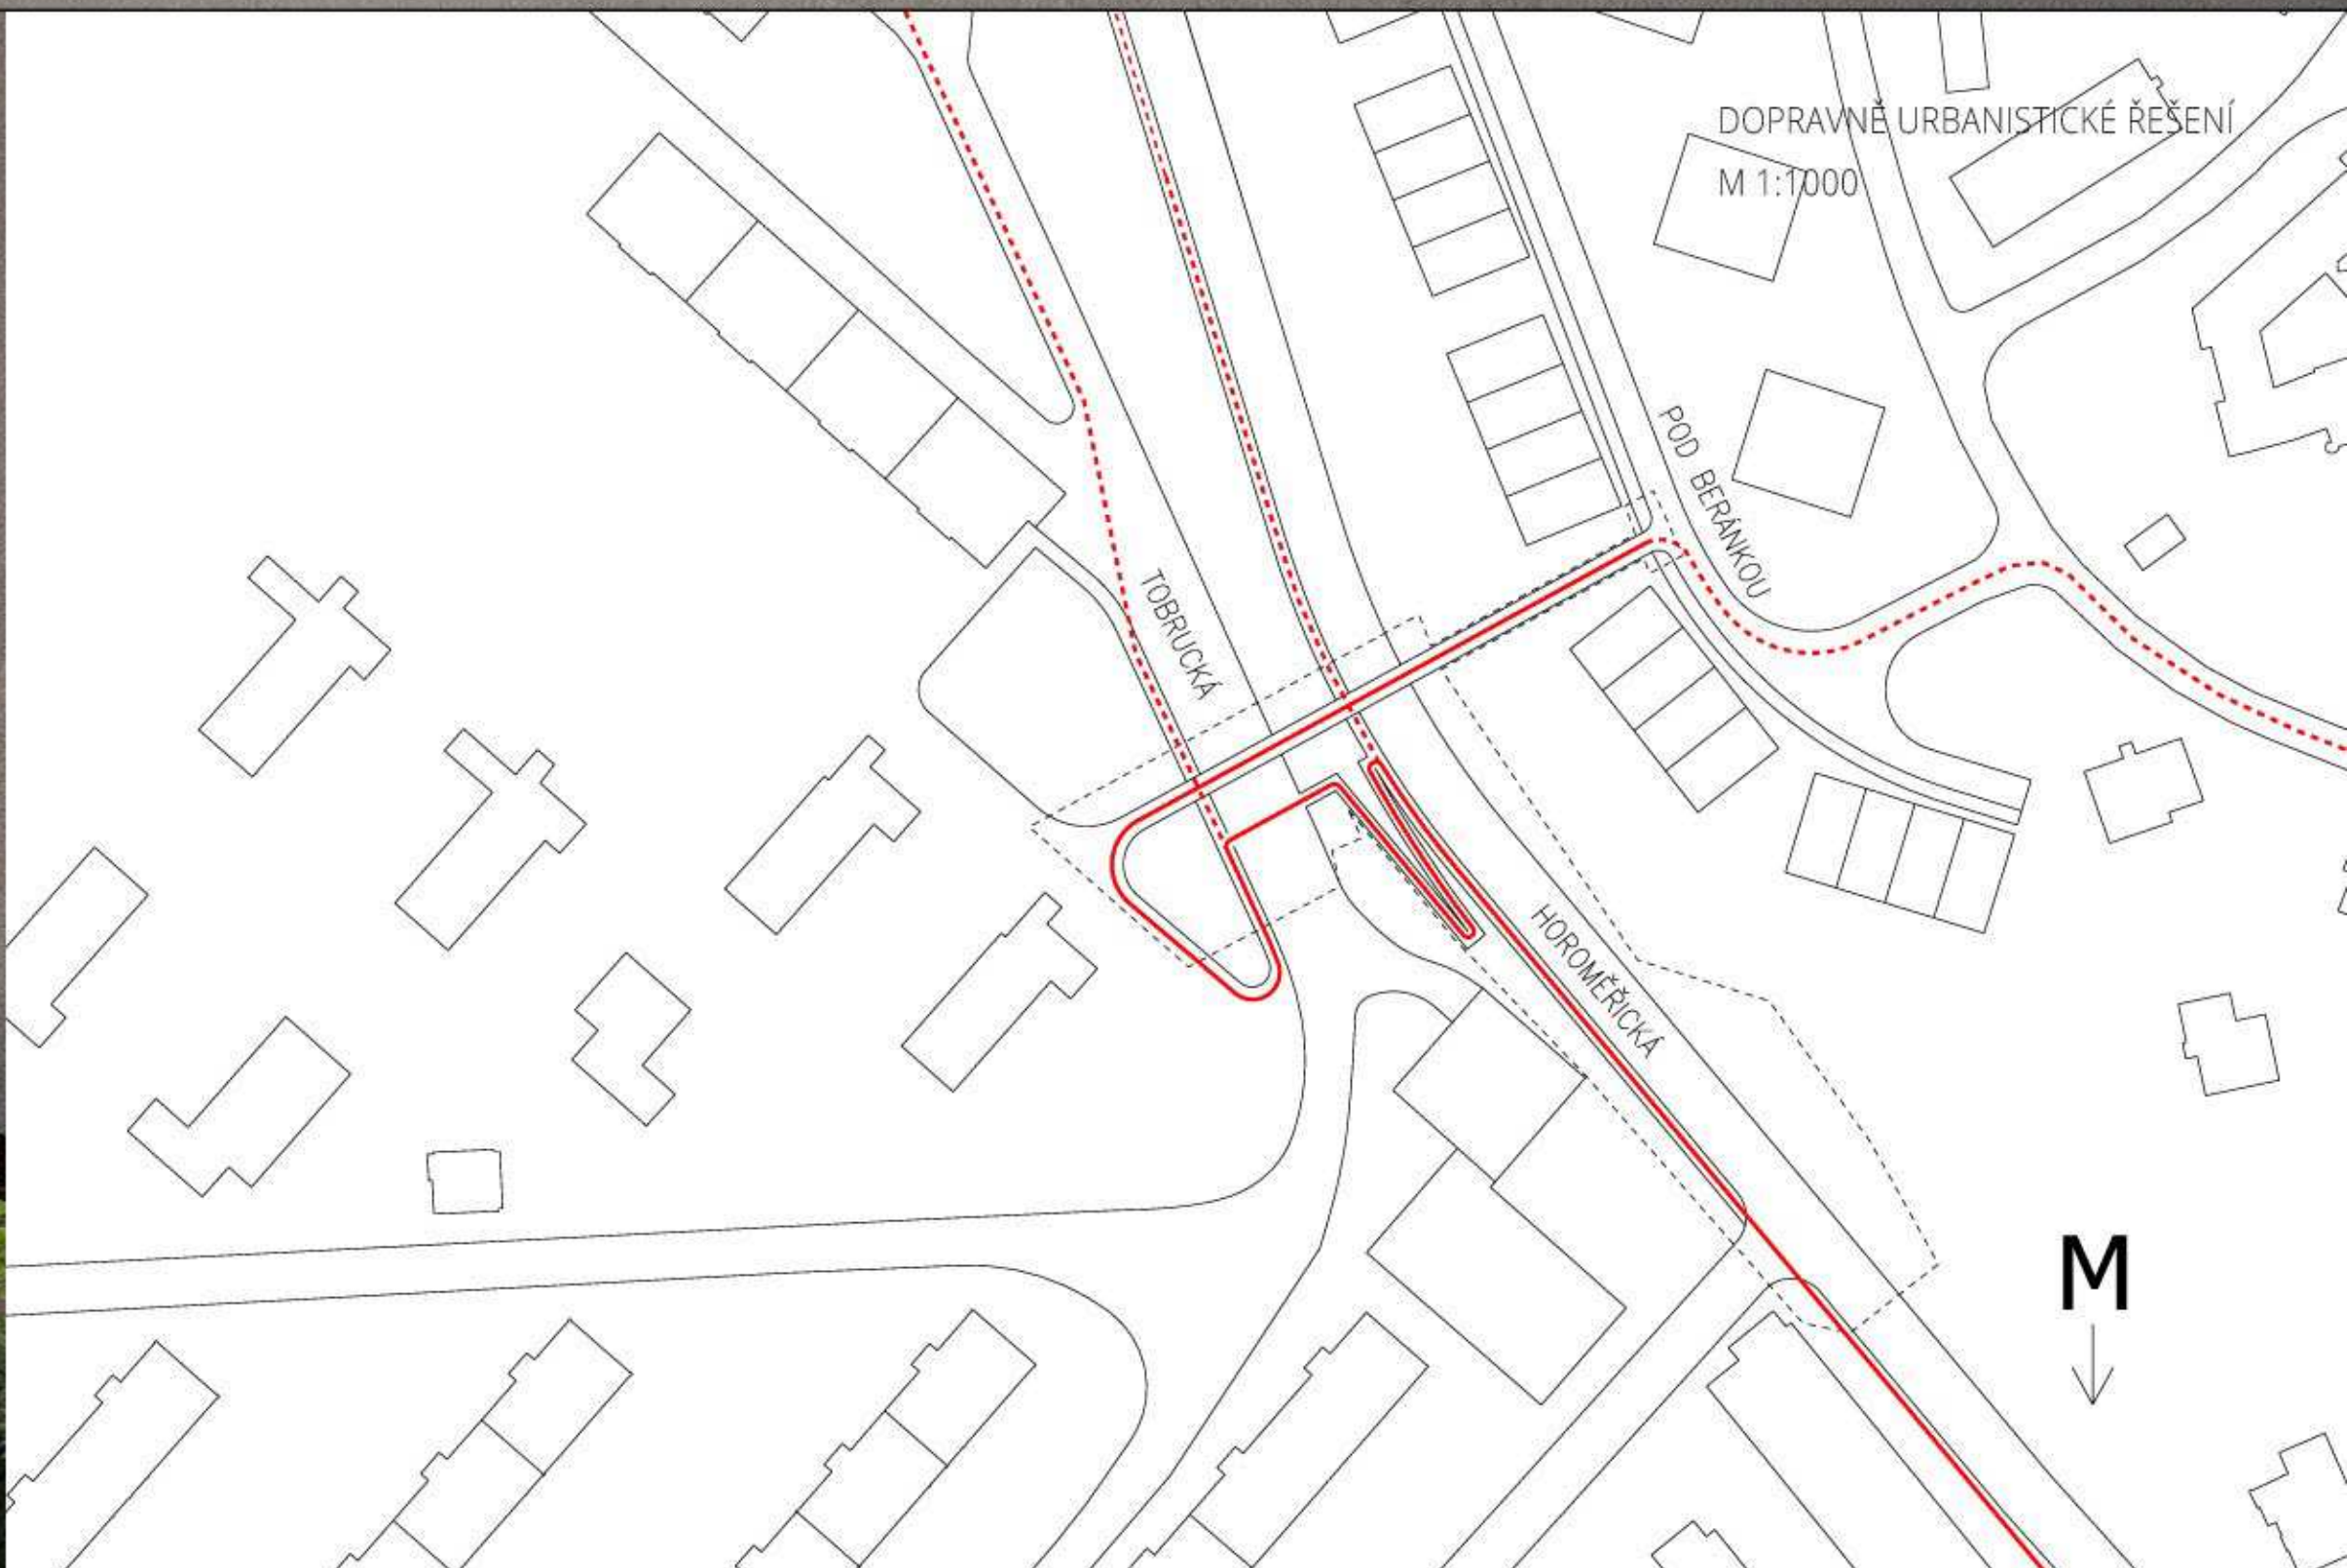 DOPRAVNĚ URBANISTICKÉ ŘEŠENÍ
M 1:1000
POD BERÁNKOU
TOBRUCKÁ
HOROMĚŘICKÁ
M